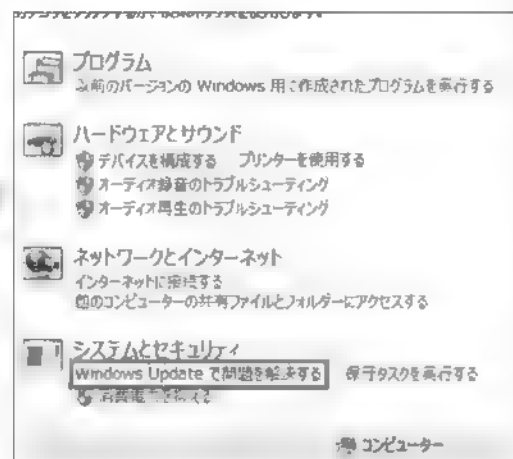 プログラム
以前のバージョンの Windows 用に作成されたプログラムを実行する
ハードウェアとサウンド
デバイスを構成する プリンターを使用する
オーディオ録音のトラブルシューティング
オーディオ再生のトラブルシューティング
ネットワークとインターネット
インターネットに接続する
他のコンピューターの共有ファイルとフォルダーにアクセスする
システムとセキュリティ
Windows Update で問題を解決する 保守タスクを実行する
コンピューター